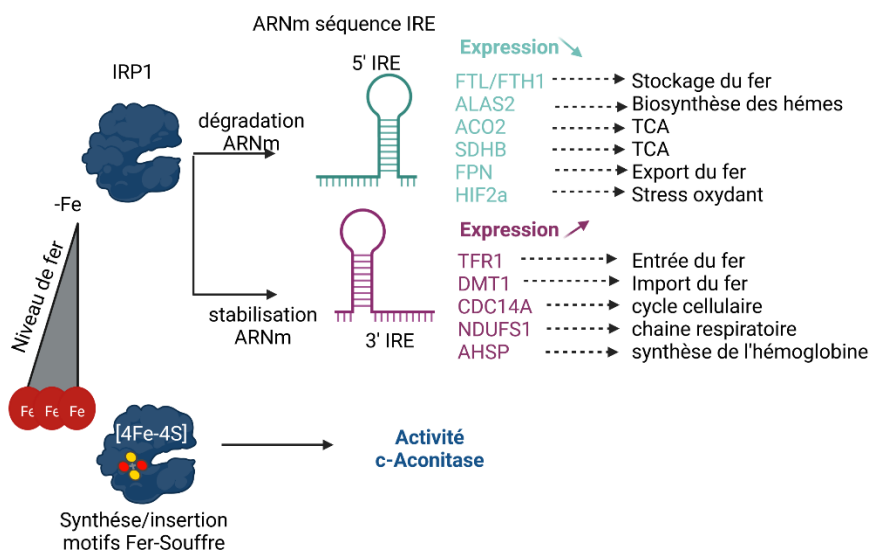 ARNm séquence IRE
IRP1
5' IRE
dégradation
ARNm
-Fe
Niveau de fer
stabilisation
ARNm
3' IRE
Expression
FTL/FTH1 Stockage du fer
ALAS2 Biosynthèse des hémes
ACO2 TCA
SDHB TCA
FPN Export du fer
HIF2a Stress oxydant
Expression
TFR1 Entrée du fer
DMT1 Import du fer
CDC14A cycle cellulaire
NDUFS1 chaine respiratoire
AHSP synthèse de l'hémoglobine
Fe Fe Fe
[4Fe-4S]
Activité
c-Aconitase
Synthése/insertion
motifs Fer-Souffre